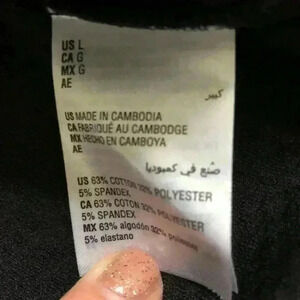 US L
CA G
MX G
AE
كبير
US MADE IN CAMBODIA
CA FABRIQUÉ AU CAMBODGE
MX HECHO EN CAMBOYA
AE
صنع في كمبوديا
US 63% COTTON 32% POLYESTER
5% SPANDEX
CA 63% COTON 32% POLYESTER
5% SPANDEX
MX 63% algodón 32% poliester
5% elastano